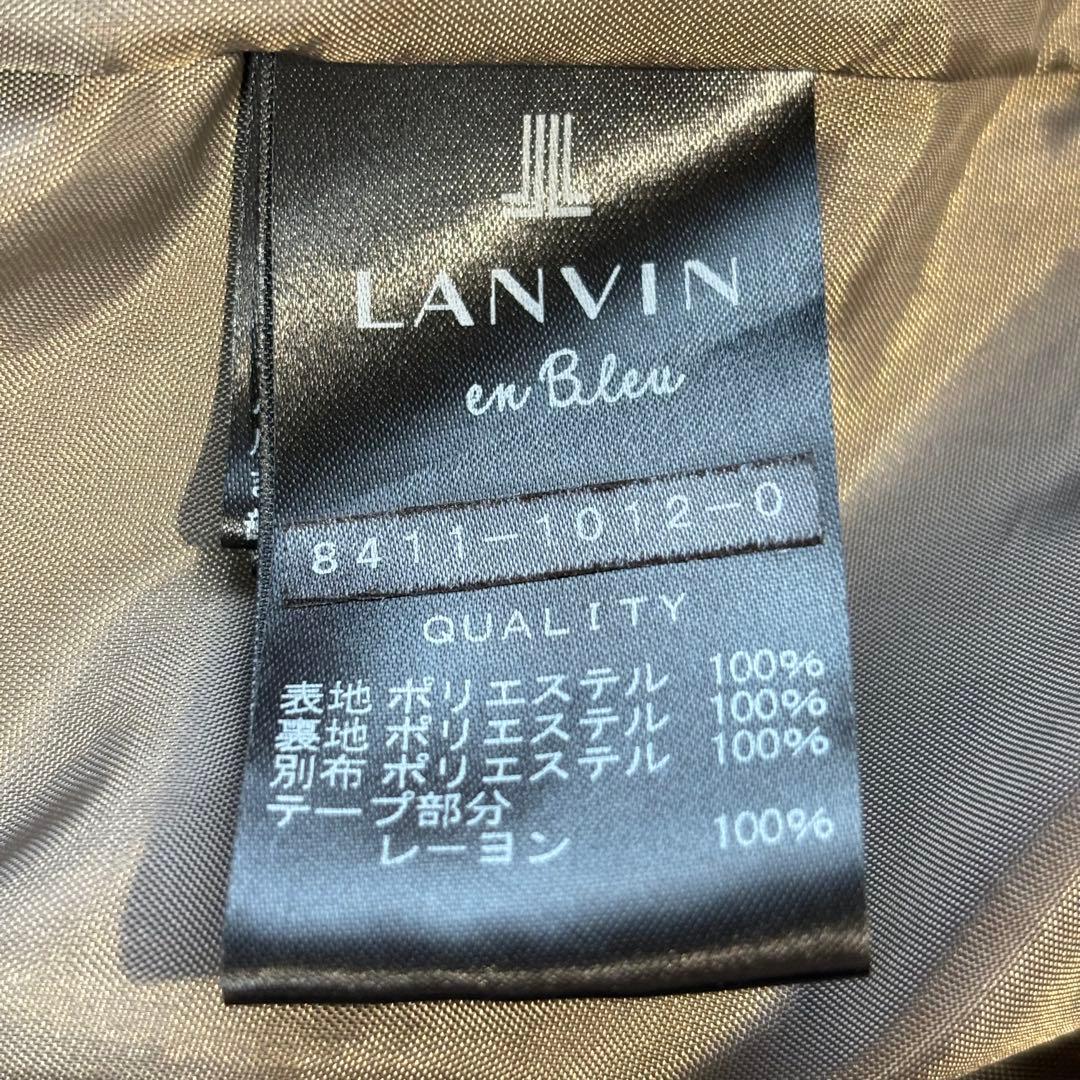 LANVIN
en Bleu
8411-1012-0
QUALITY
表地 ポリエステル 100%
裏地 ポリエステル 100%
別布 ポリエステル 100%
テープ部分
レーヨン 100%